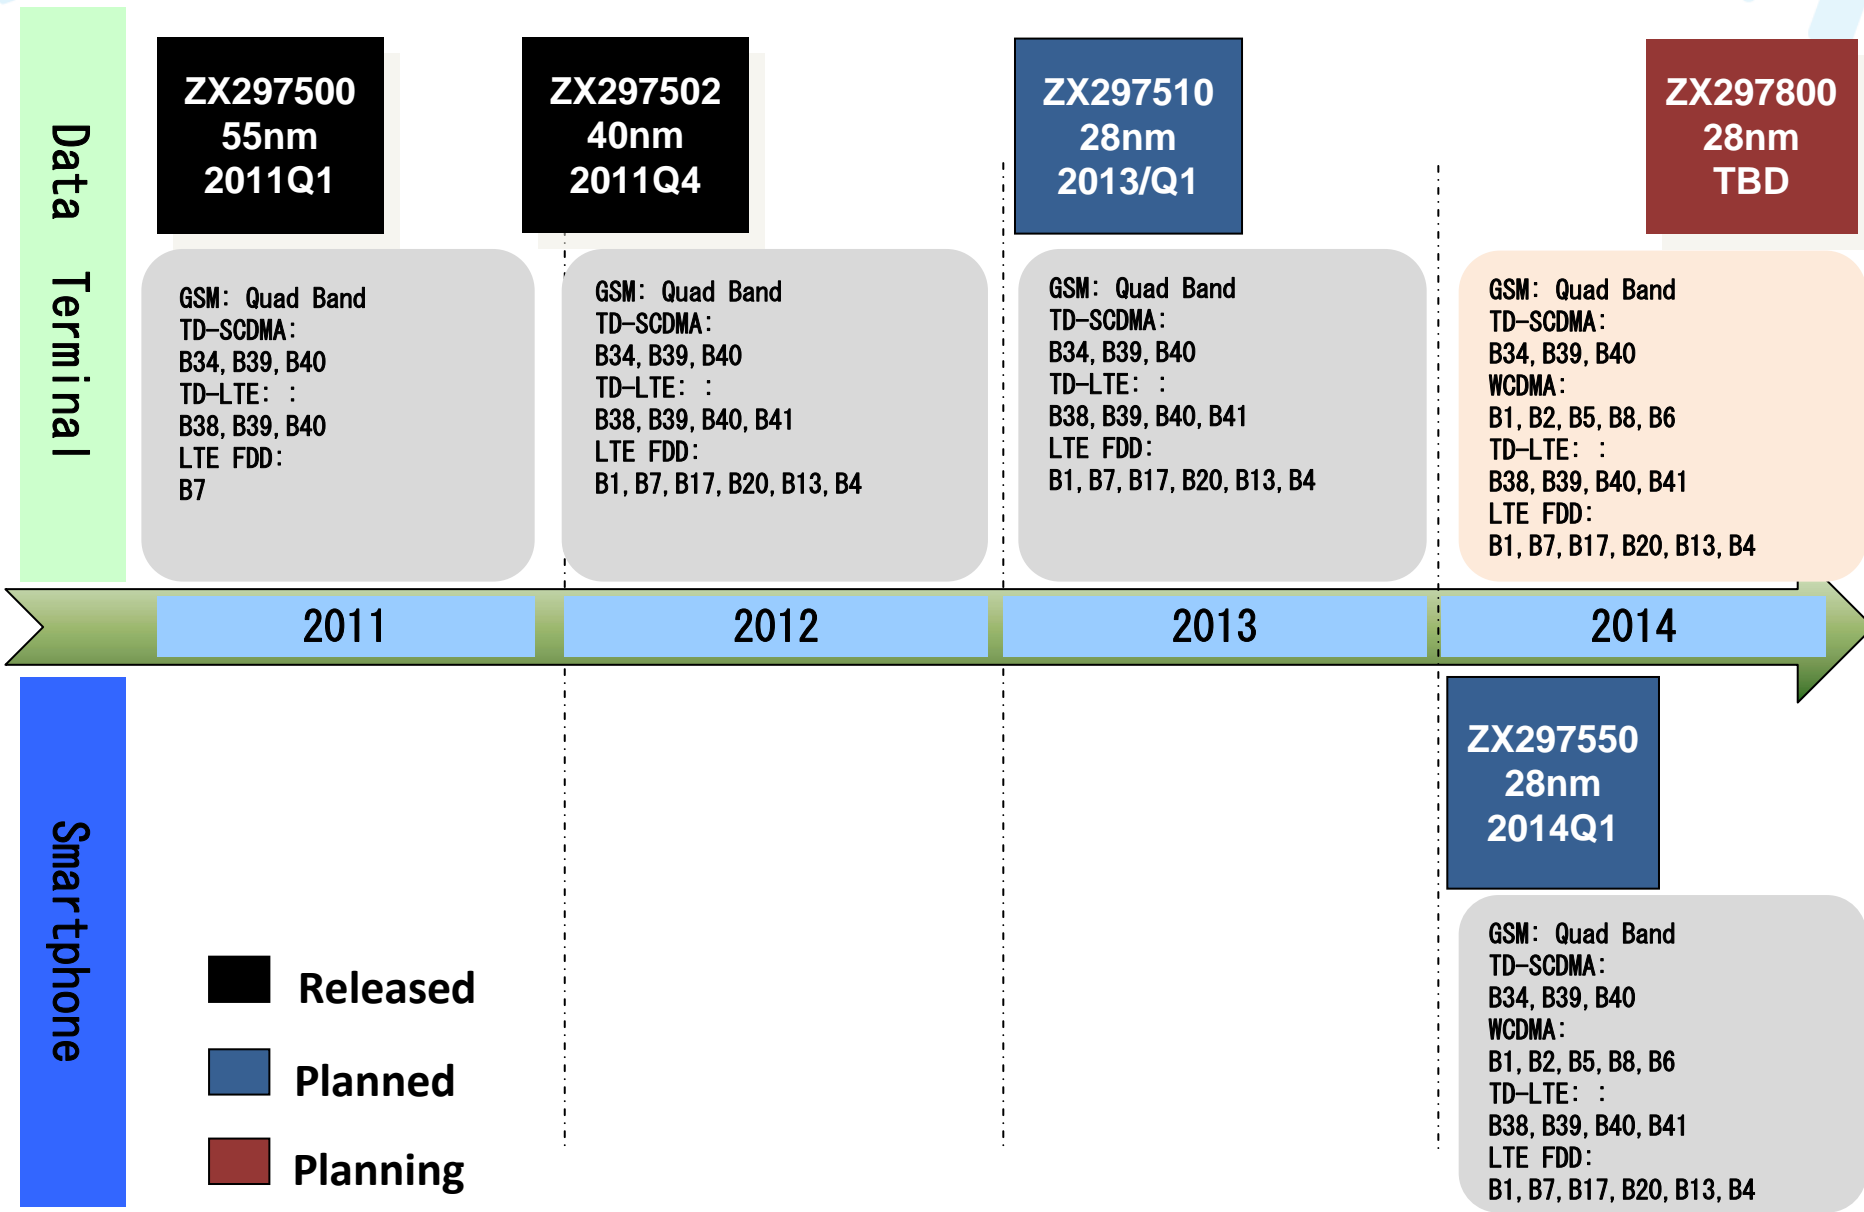 Data Terminal
ZX297500
55nm
2011Q1
GSM: Quad Band
TD-SCDMA:
B34, B39, B40
TD-LTE: :
B38, B39, B40
LTE FDD:
B7
ZX297502
40nm
2011Q4
GSM: Quad Band
TD-SCDMA:
B34, B39, B40
TD-LTE: :
B38, B39, B40, B41
LTE FDD:
B1, B7, B17, B20, B13, B4
ZX297510
28nm
2013/Q1
GSM: Quad Band
TD-SCDMA:
B34, B39, B40
TD-LTE: :
B38, B39, B40, B41
LTE FDD:
B1, B7, B17, B20, B13, B4
ZX297800
28nm
TBD
GSM: Quad Band
TD-SCDMA:
B34, B39, B40
WCDMA:
B1, B2, B5, B8, B6
TD-LTE: :
B38, B39, B40, B41
LTE FDD:
B1, B7, B17, B20, B13, B4
2011
2012
2013
2014
Smartphone
ZX297550
28nm
2014Q1
GSM: Quad Band
TD-SCDMA:
B34, B39, B40
WCDMA:
B1, B2, B5, B8, B6
TD-LTE: :
B38, B39, B40, B41
LTE FDD:
B1, B7, B17, B20, B13, B4
Released
Planned
Planning